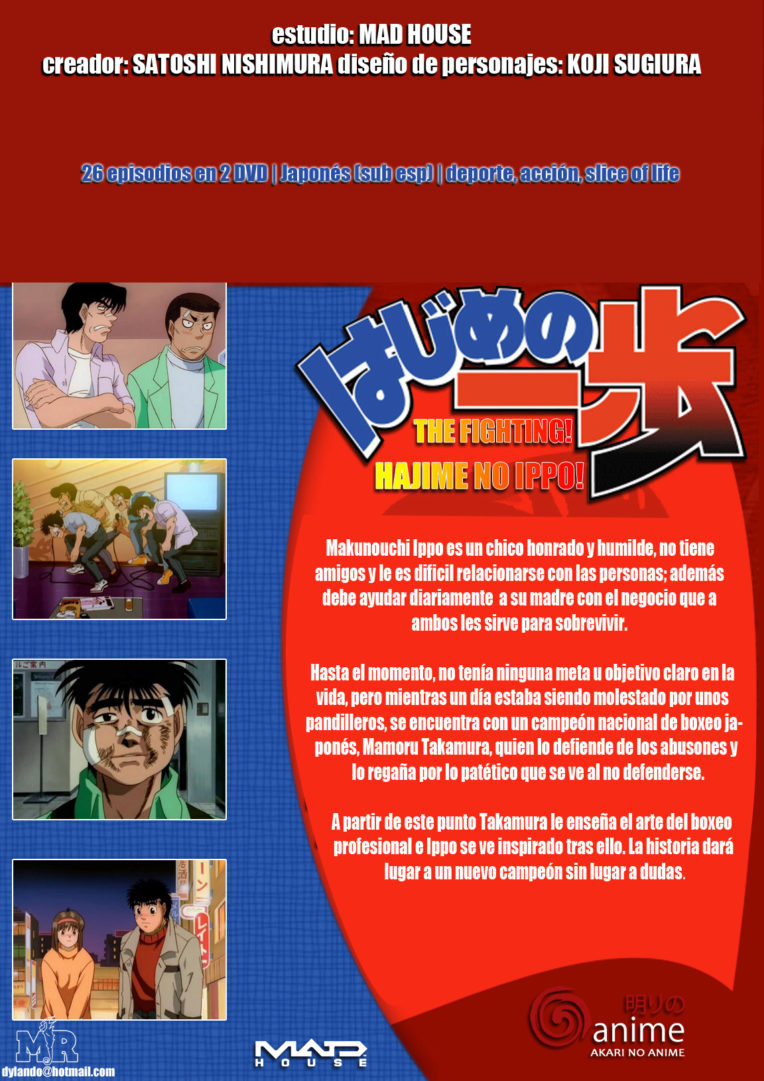 estudio: MAD HOUSE
creador: SATOSHI NISHIMURA diseño de personajes: KOJI SUGIURA
26 episodios en 2 DVD | Japonés (sub esp) | deporte, acción, slice of life
はじめの一歩
THE FIGHTING!
HAJIME NO IPPO!
Makunouchi Ippo es un chico honrado y humilde, no tiene
amigos y le es dificil relacionarse con las personas; además
debe ayudar diariamente a su madre con el negocio que a
ambos les sirve para sobrevivir.
Hasta el momento, no tenía ninguna meta u objetivo claro en la
vida, pero mientras un día estaba siendo molestado por unos
pandilleros, se encuentra con un campeón nacional de boxeo ja-
ponés, Mamoru Takamura, quien lo defiende de los abusones y
lo regaña por lo patético que se ve al no defenderse.
A partir de este punto Takamura le enseña el arte del boxeo
profesional e Ippo se ve inspirado tras ello. La historia dará
lugar a un nuevo campeón sin lugar a dudas.
明りの
anime
AKARI NO ANIME
MAD
HOUSE
MR
dylando@hotmail.com